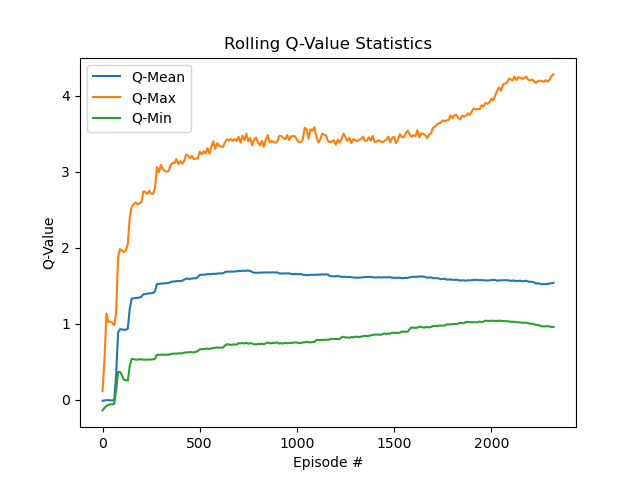 Rolling Q-Value Statistics
Q-Mean
Q-Max
Q-Min
4
3
2
1
0
Q-Value
0 500 1000 1500 2000
Episode #